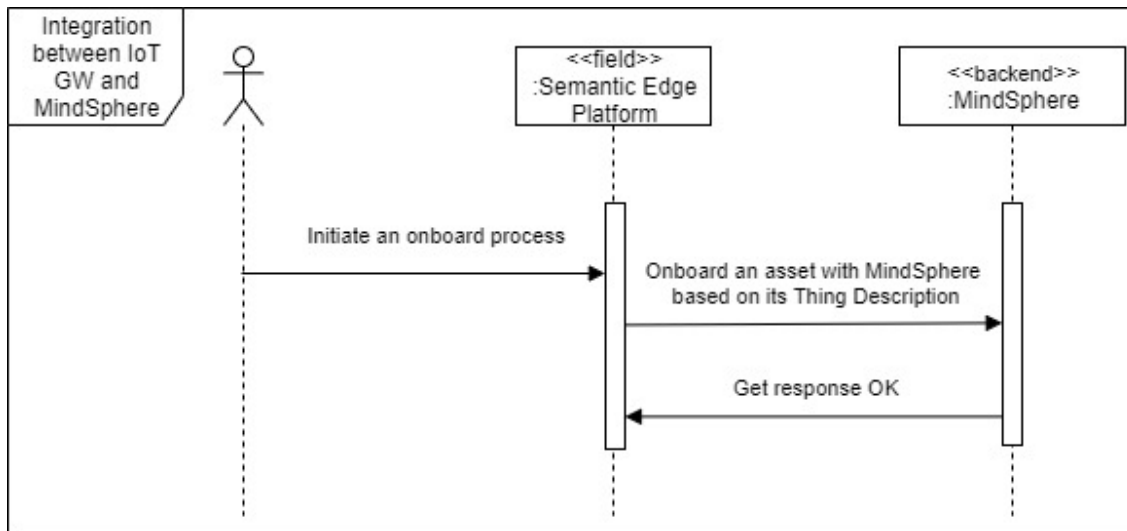 Integration
between IoT
GW and
MindSphere
<<field>>
:Semantic Edge
Platform
<<backend>>
:MindSphere
Initiate an onboard process
Onboard an asset with MindSphere
based on its Thing Description
Get response OK